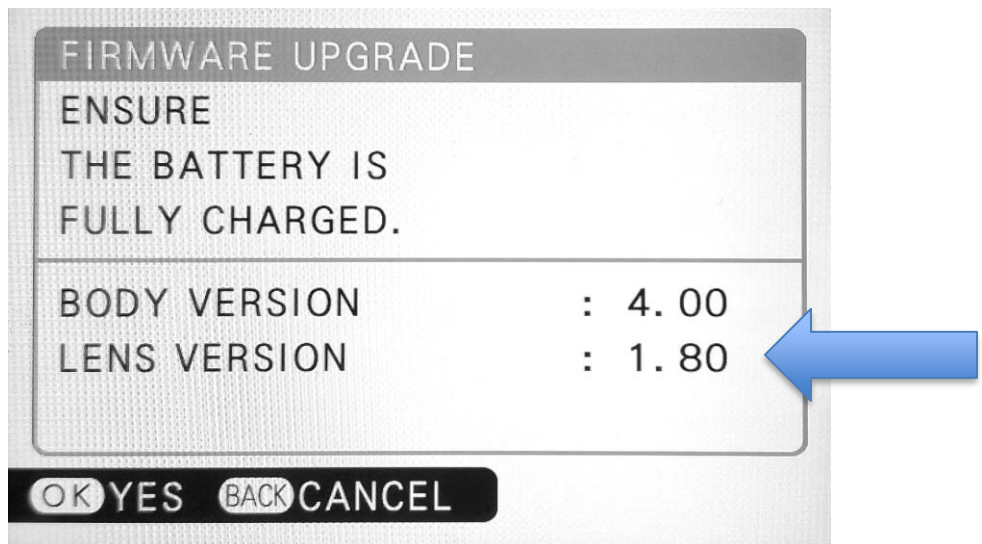 FIRMWARE UPGRADE
ENSURE
THE BATTERY IS
FULLY CHARGED.
BODY VERSION : 4.00
LENS VERSION : 1.80
OK YES BACK CANCEL